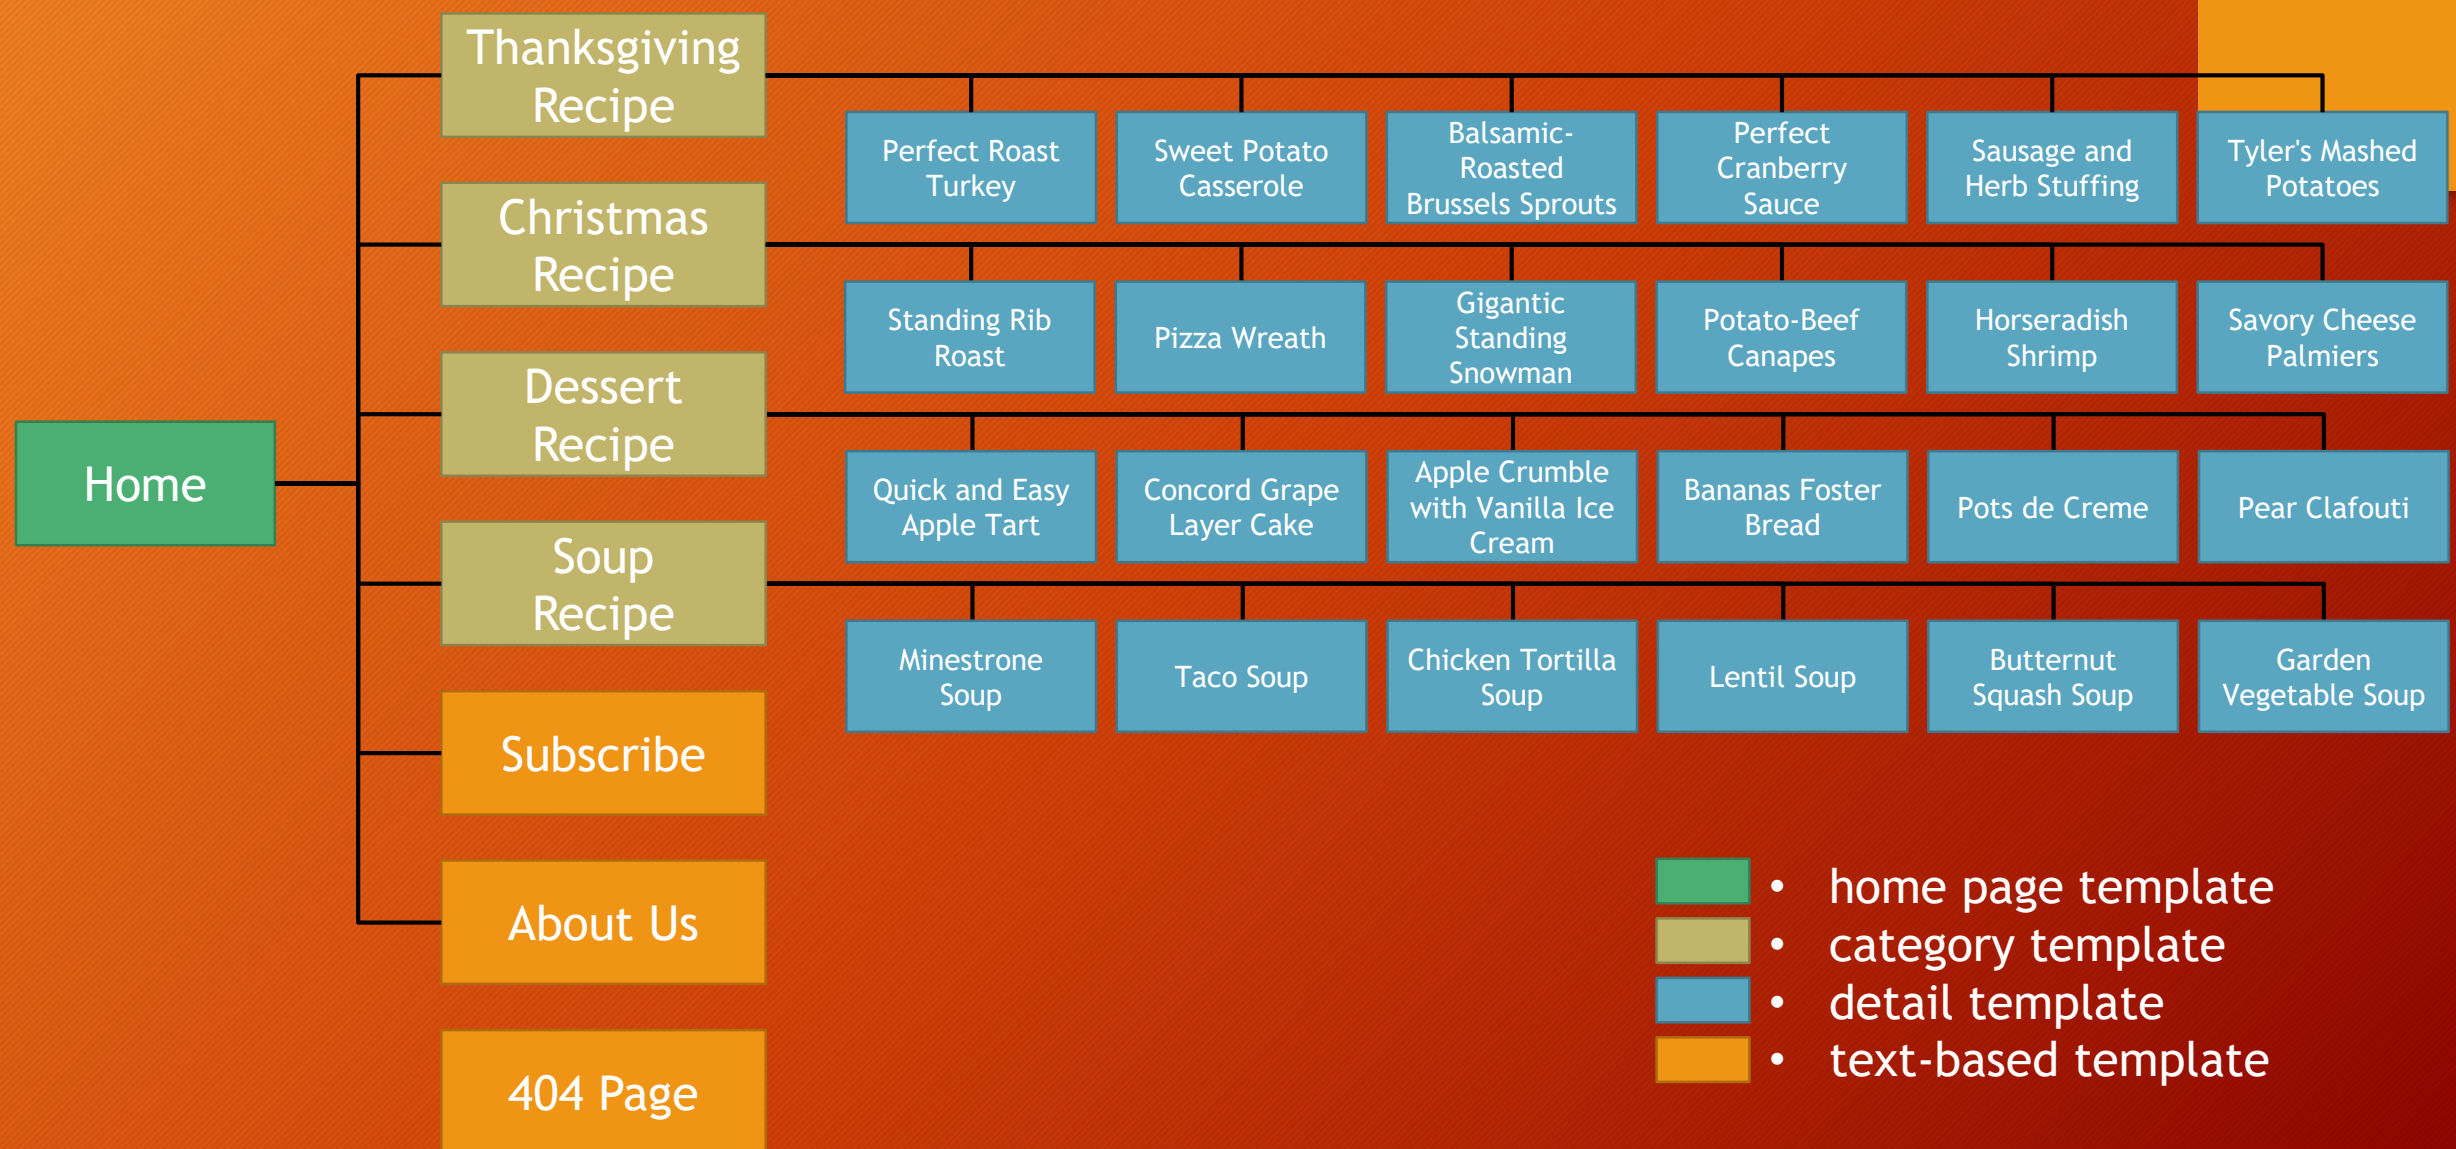 Thanksgiving
Recipe
Perfect Roast
Turkey
Sweet Potato
Casserole
Balsamic-
Roasted
Brussels Sprouts
Perfect
Cranberry
Sauce
Sausage and
Herb Stuffing
Tyler's Mashed
Potatoes
Christmas
Recipe
Standing Rib
Roast
Pizza Wreath
Gigantic
Standing
Snowman
Potato-Beef
Canapes
Horseradish
Shrimp
Savory Cheese
Palmiers
Home
Dessert
Recipe
Quick and Easy
Apple Tart
Concord Grape
Layer Cake
Apple Crumble
with Vanilla Ice
Cream
Bananas Foster
Bread
Pots de Creme
Pear Clafouti
Soup
Recipe
Minestrone
Soup
Taco Soup
Chicken Tortilla
Soup
Lentil Soup
Butternut
Squash Soup
Garden
Vegetable Soup
Subscribe
About Us
404 Page
• home page template
• category template
• detail template
• text-based template